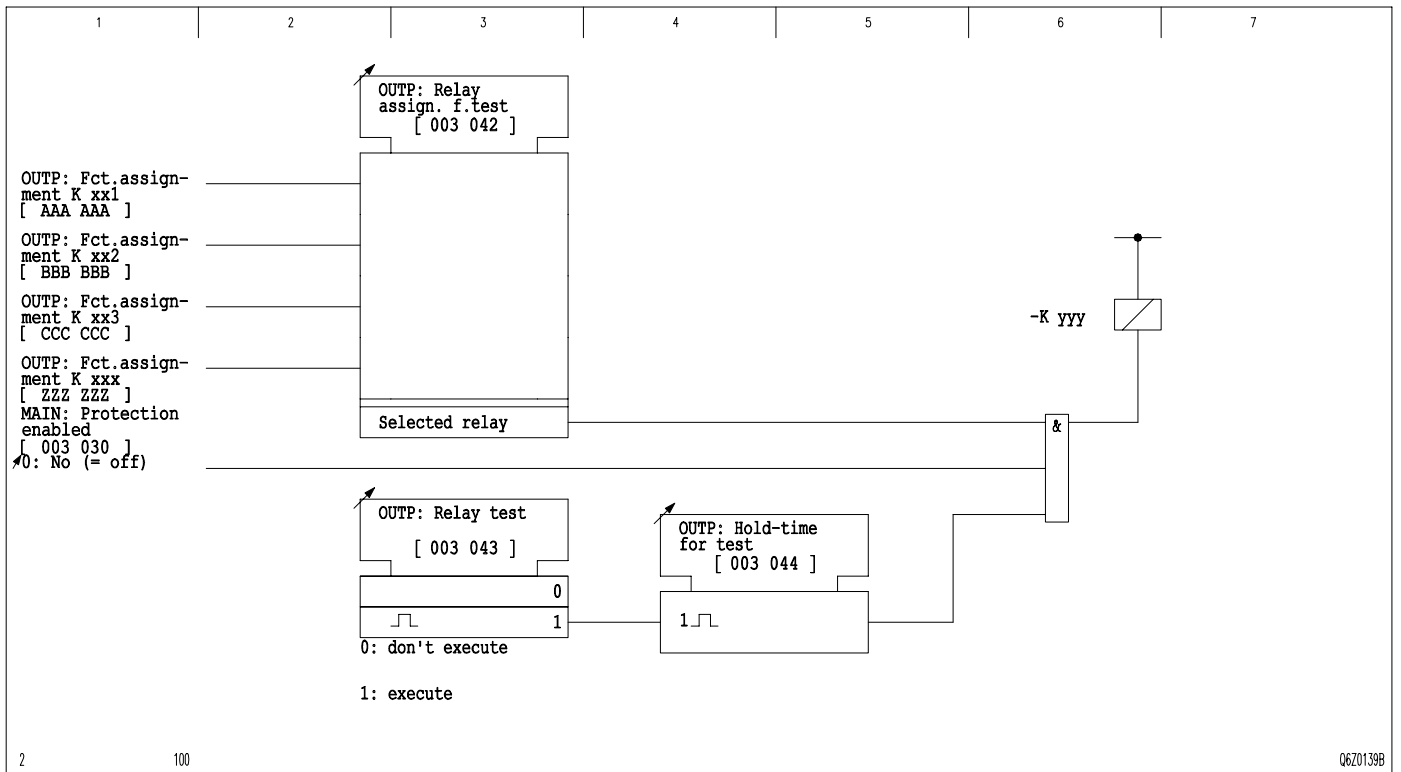 1 2 3 4 5 6 7
OUTP: Relay
assign. f.test
[ 003 042 ]
OUTP: Fct.assign-
ment K xx1
[ AAA AAA ]
OUTP: Fct.assign-
ment K xx2
[ BBB BBB ]
OUTP: Fct.assign-
ment K xx3
[ CCC CCC ]
OUTP: Fct.assign-
ment K xxx
[ ZZZ ZZZ ]
MAIN: Protection
enabled
[ 003 030 ]
0: No (= off)
Selected relay
-K yyy
&
OUTP: Relay test
[ 003 043 ]
0
1
0: don't execute
1: execute
OUTP: Hold-time
for test
[ 003 044 ]
1
2 100 Q6Z0139B